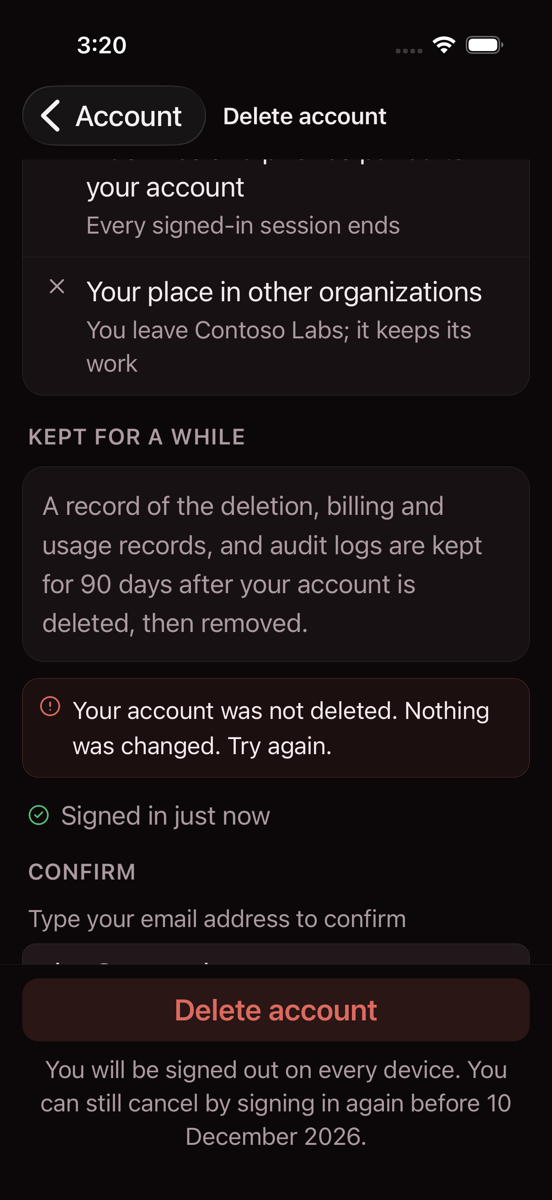 3:20
Account
Delete account
your account
Every signed-in session ends
Your place in other organizations
You leave Contoso Labs; it keeps its
work
KEPT FOR A WHILE
A record of the deletion, billing and
usage records, and audit logs are kept
for 90 days after your account is
deleted, then removed.
Your account was not deleted. Nothing
was changed. Try again.
Signed in just now
CONFIRM
Type your email address to confirm
Delete account
You will be signed out on every device. You
can still cancel by signing in again before 10
December 2026.